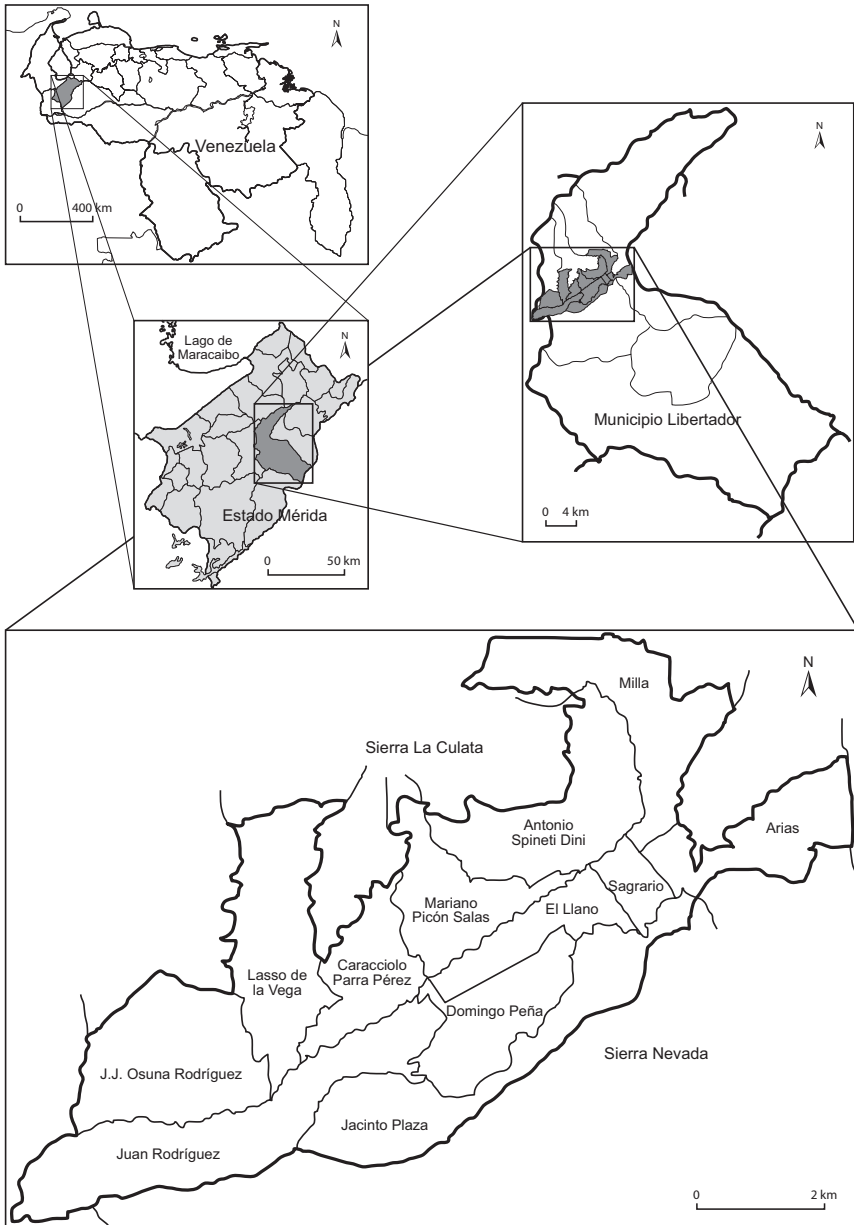 N
Venezuela
0 400 km
N
Municipio Libertador
0 4 km
Lago de
Maracaibo
N
Estado Mérida
0 50 km
N
Milla
Sierra La Culata
Antonio
Spineti Dini
Arias
Sagrario
Mariano
Picón Salas
El Llano
Caracciolo
Parra Pérez
Lasso de
la Vega
Domingo Peña
Sierra Nevada
J.J. Osuna Rodríguez
Jacinto Plaza
Juan Rodríguez
0 2 km